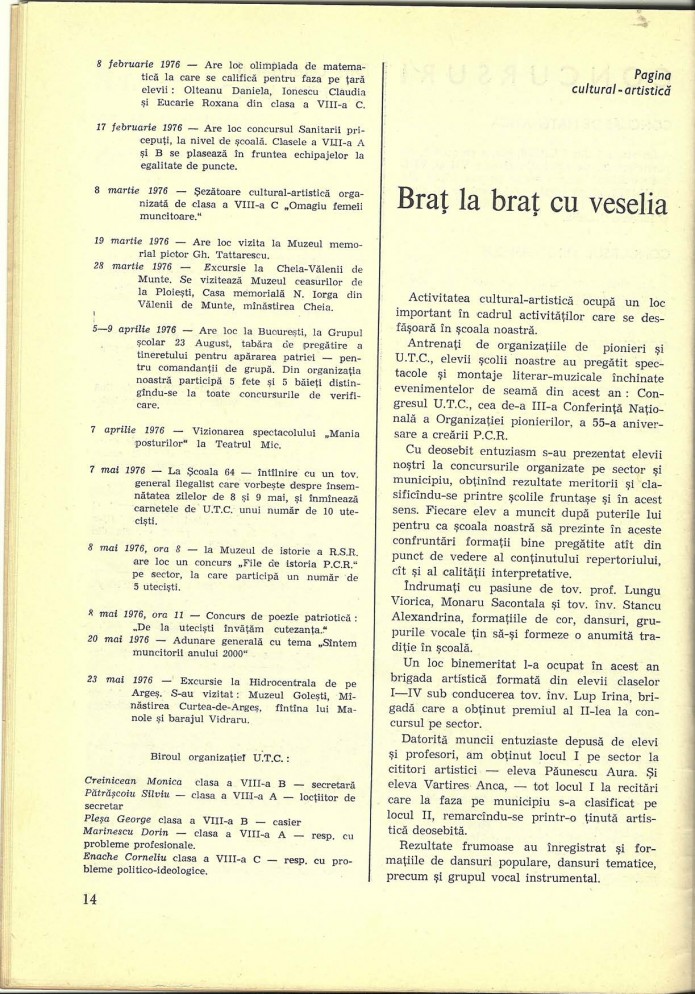 8 februarie 1976 — Are loc olimpiada de matema-
tică la care se califică pentru faza pe țară
elevii : Olteanu Daniela, Ionescu Claudia
și Eucarie Roxana din clasa a VIII-a C.
17 februarie 1976 — Are loc concursul Sanitarii pri-
cepuți, la nivel de școală. Clasele a VIII-a A
și B se plasează în fruntea echipajelor la
egalitate de puncte.
8 martie 1976 — Șezătoare cultural-artistică orga-
nizată de clasa a VIII-a C „Omagiu femeii
muncitoare."
19 martie 1976 — Are loc vizita la Muzeul memo-
rial pictor Gh. Tattarescu.
28 martie 1976 — Excursie la Cheia-Vălenii de
Munte. Se vizitează Muzeul ceasurilor de
la Ploiești, Casa memorială N. Iorga din
Vălenii de Munte, mînăstirea Cheia.
5—9 aprilie 1976 — Are loc la București, la Grupul
școlar 23 August, tabăra de pregătire a
tineretului pentru apărarea patriei — pen-
tru comandanții de grupă. Din organizația
noastră participă 5 fete și 5 băieți distin-
gîndu-se la toate concursurile de verifi-
care.
7 aprilie 1976 — Vizionarea spectacolului „Mania
posturilor" la Teatrul Mic.
7 mai 1976 — La Școala 64 — întîlnire cu un tov.
general ilegalist care vorbește despre însem-
nătatea zilelor de 8 și 9 mai, și înmînează
carnetele de U.T.C. unui număr de 10 ute-
ciști.
8 mai 1976, ora 8 — la Muzeul de istorie a R.S.R.
are loc un concurs „File de istoria P.C.R."
pe sector, la care participă un număr de
5 uteciști.
8 mai 1976, ora 11 — Concurs de poezie patriotică :
„De la uteciști învățăm cutezanța."
20 mai 1976 — Adunare generală cu tema „Sîntem
muncitorii anului 2000"
23 mai 1976 — Excursie la Hidrocentrala de pe
Argeș. S-au vizitat : Muzeul Golești, Mî-
năstirea Curtea-de-Argeș, fîntîna lui Ma-
nole și barajul Vidraru.
Biroul organizației U.T.C. :
Creinicean Monica clasa a VIII-a B — secretară
Pătrășcoiu Silviu — clasa a VIII-a A — locțiitor de
secretar
Pleșa George clasa a VIII-a B — casier
Marinescu Dorin — clasa a VIII-a A — resp. cu
probleme profesionale.
Enache Corneliu clasa a VIII-a C — resp. cu pro-
bleme politico-ideologice.
14
Pagina
cultural-artistică
Braț la braț cu veselia
Activitatea cultural-artistică ocupă un loc
important în cadrul activităților care se des-
fășoară în școala noastră.
Antrenați de organizațiile de pionieri și
U.T.C., elevii școlii noastre au pregătit spec-
tacole și montaje literar-muzicale închinate
evenimentelor de seamă din acest an : Con-
gresul U.T.C., cea de-a III-a Conferință Națio-
nală a Organizației pionierilor, a 55-a aniver-
sare a creării P.C.R.
Cu deosebit entuziasm s-au prezentat elevii
noștri la concursurile organizate pe sector și
municipiu, obținînd rezultate meritorii și cla-
sificîndu-se printre școlile fruntașe și în acest
sens. Fiecare elev a muncit după puterile lui
pentru ca școala noastră să prezinte în aceste
confruntări formații bine pregătite atît din
punct de vedere al conținutului repertoriului,
cît și al calității interpretative.
Îndrumați cu pasiune de tov. prof. Lungu
Viorica, Monaru Sacontala și tov. înv. Stancu
Alexandrina, formațiile de cor, dansuri, gru-
purile vocale țin să-și formeze o anumită tra-
diție în școală.
Un loc binemeritat l-a ocupat în acest an
brigada artistică formată din elevii claselor
I—IV sub conducerea tov. înv. Lup Irina, bri-
gadă care a obținut premiul al II-lea la con-
cursul pe sector.
Datorită muncii entuziaste depusă de elevi
și profesori, am obținut locul I pe sector la
cititori artistici — eleva Păunescu Aura. Și
eleva Vartires Anca, — tot locul I la recitări
care la faza pe municipiu s-a clasificat pe
locul II, remarcîndu-se printr-o ținută artis-
tică deosebită.
Rezultate frumoase au înregistrat și for-
mațiile de dansuri populare, dansuri tematice,
precum și grupul vocal instrumental.